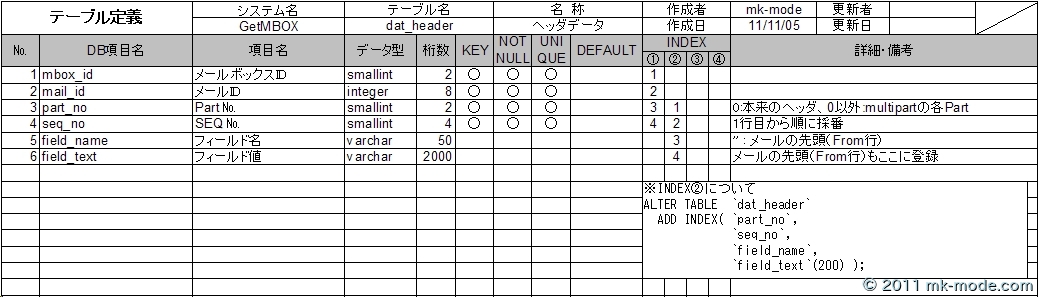 テーブル定義 システム名 テーブル名 名 称 作成者 mk-mode 更新者
GetMBOX dat_header ヘッダデータ 作成日 11/11/05 更新日
No. DB項目名 項目名 データ型 桁数 KEY NOT NULL UNI QUE DEFAULT INDEX 詳細・備考
① ② ③ ④
1 mbox_id メールボックスID smallint 2 ○ ○ ○ 1
2 mail_id メールID integer 8 ○ ○ ○ 2
3 part_no Part No. smallint 2 ○ ○ ○ 3 1 0:本来のヘッダ、0以外:multipartの各Part
4 seq_no SEQ No. smallint 4 ○ ○ ○ 4 2 1行目から順に採番
5 field_name フィールド名 varchar 50 3 '' : メールの先頭(From行)
6 field_text フィールド値 varchar 2000 4 メールの先頭(From行)もここに登録
※INDEX②について
ALTER TABLE `dat_header`
ADD INDEX( `part_no`,
`seq_no`,
`field_name`,
`field_text`(200) );
© 2011 mk-mode.com